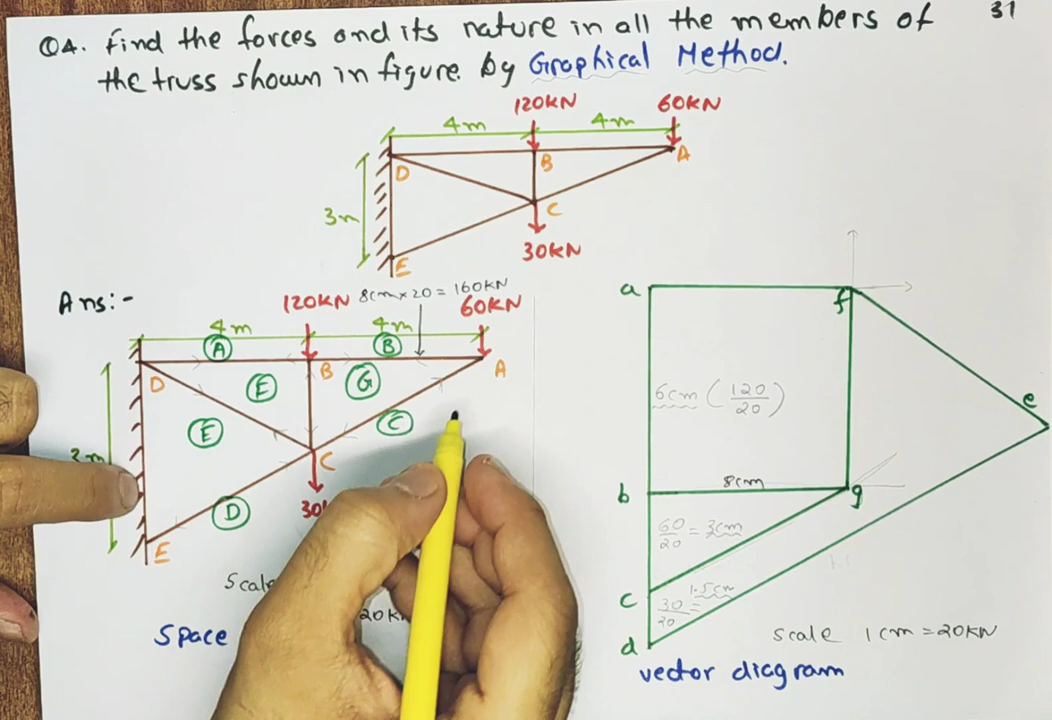 31
Q4. Find the forces and its nature in all the members of
the truss shown in figure by Graphical Method.
120KN 60KN
4m 4m
D B A
3m
C
30KN
E
Ans:- 120KN 8cm×20 = 160KN 60KN
4m 4m
A B
D B A
E G
E C
C
D
E
Scale
20K
Space
a f
6cm (120/20)
e
b 8cm g
60/20 = 3cm
c 1.5cm
30/20 =
d
scale 1cm = 20KN
vector diagram